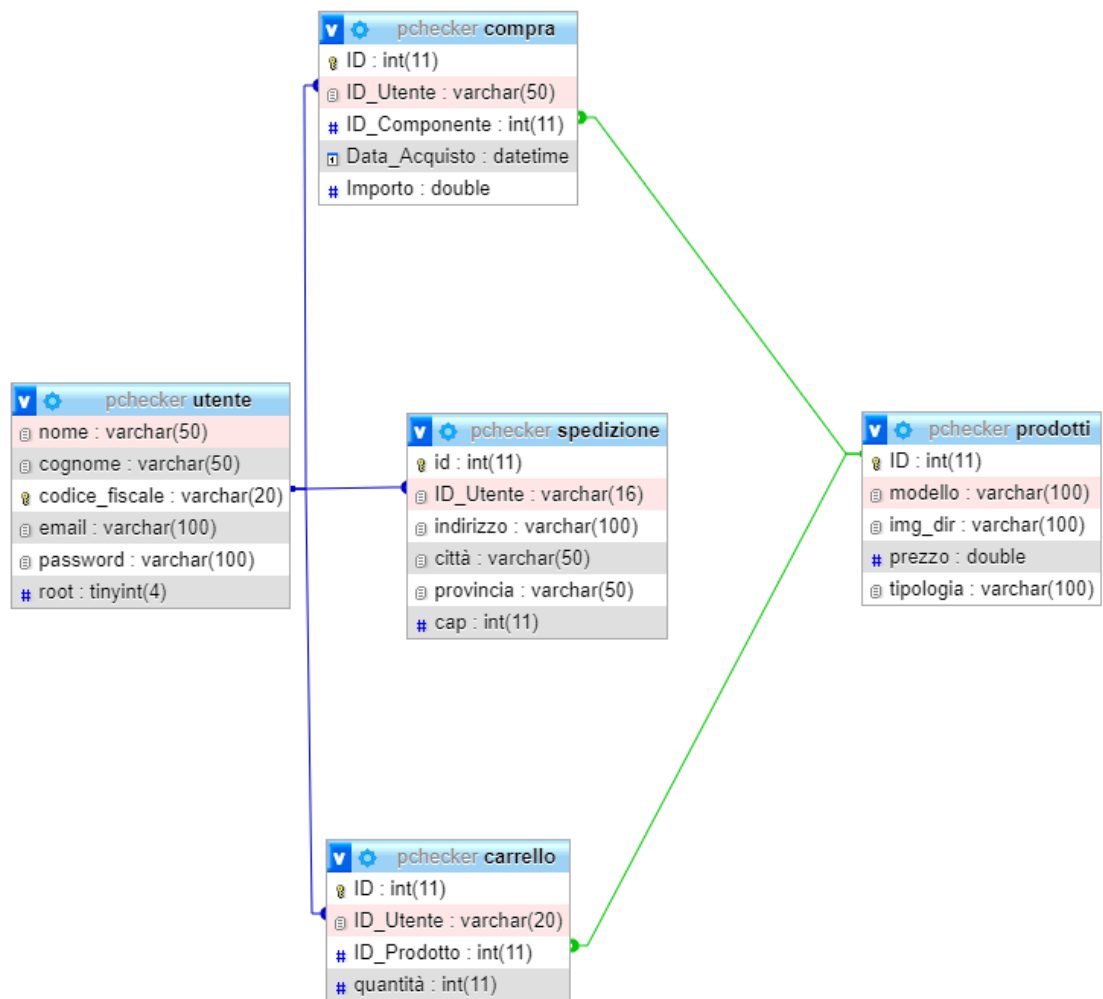 pchecker compra
ID : int(11)
ID_Utente : varchar(50)
ID_Componente : int(11)
Data_Acquisto : datetime
Importo : double
pchecker utente
nome : varchar(50)
cognome : varchar(50)
codice_fiscale : varchar(20)
email : varchar(100)
password : varchar(100)
root : tinyint(4)
pchecker spedizione
id : int(11)
ID_Utente : varchar(16)
indirizzo : varchar(100)
città : varchar(50)
provincia : varchar(50)
cap : int(11)
pchecker prodotti
ID : int(11)
modello : varchar(100)
img_dir : varchar(100)
prezzo : double
tipologia : varchar(100)
pchecker carrello
ID : int(11)
ID_Utente : varchar(20)
ID_Prodotto : int(11)
quantità : int(11)